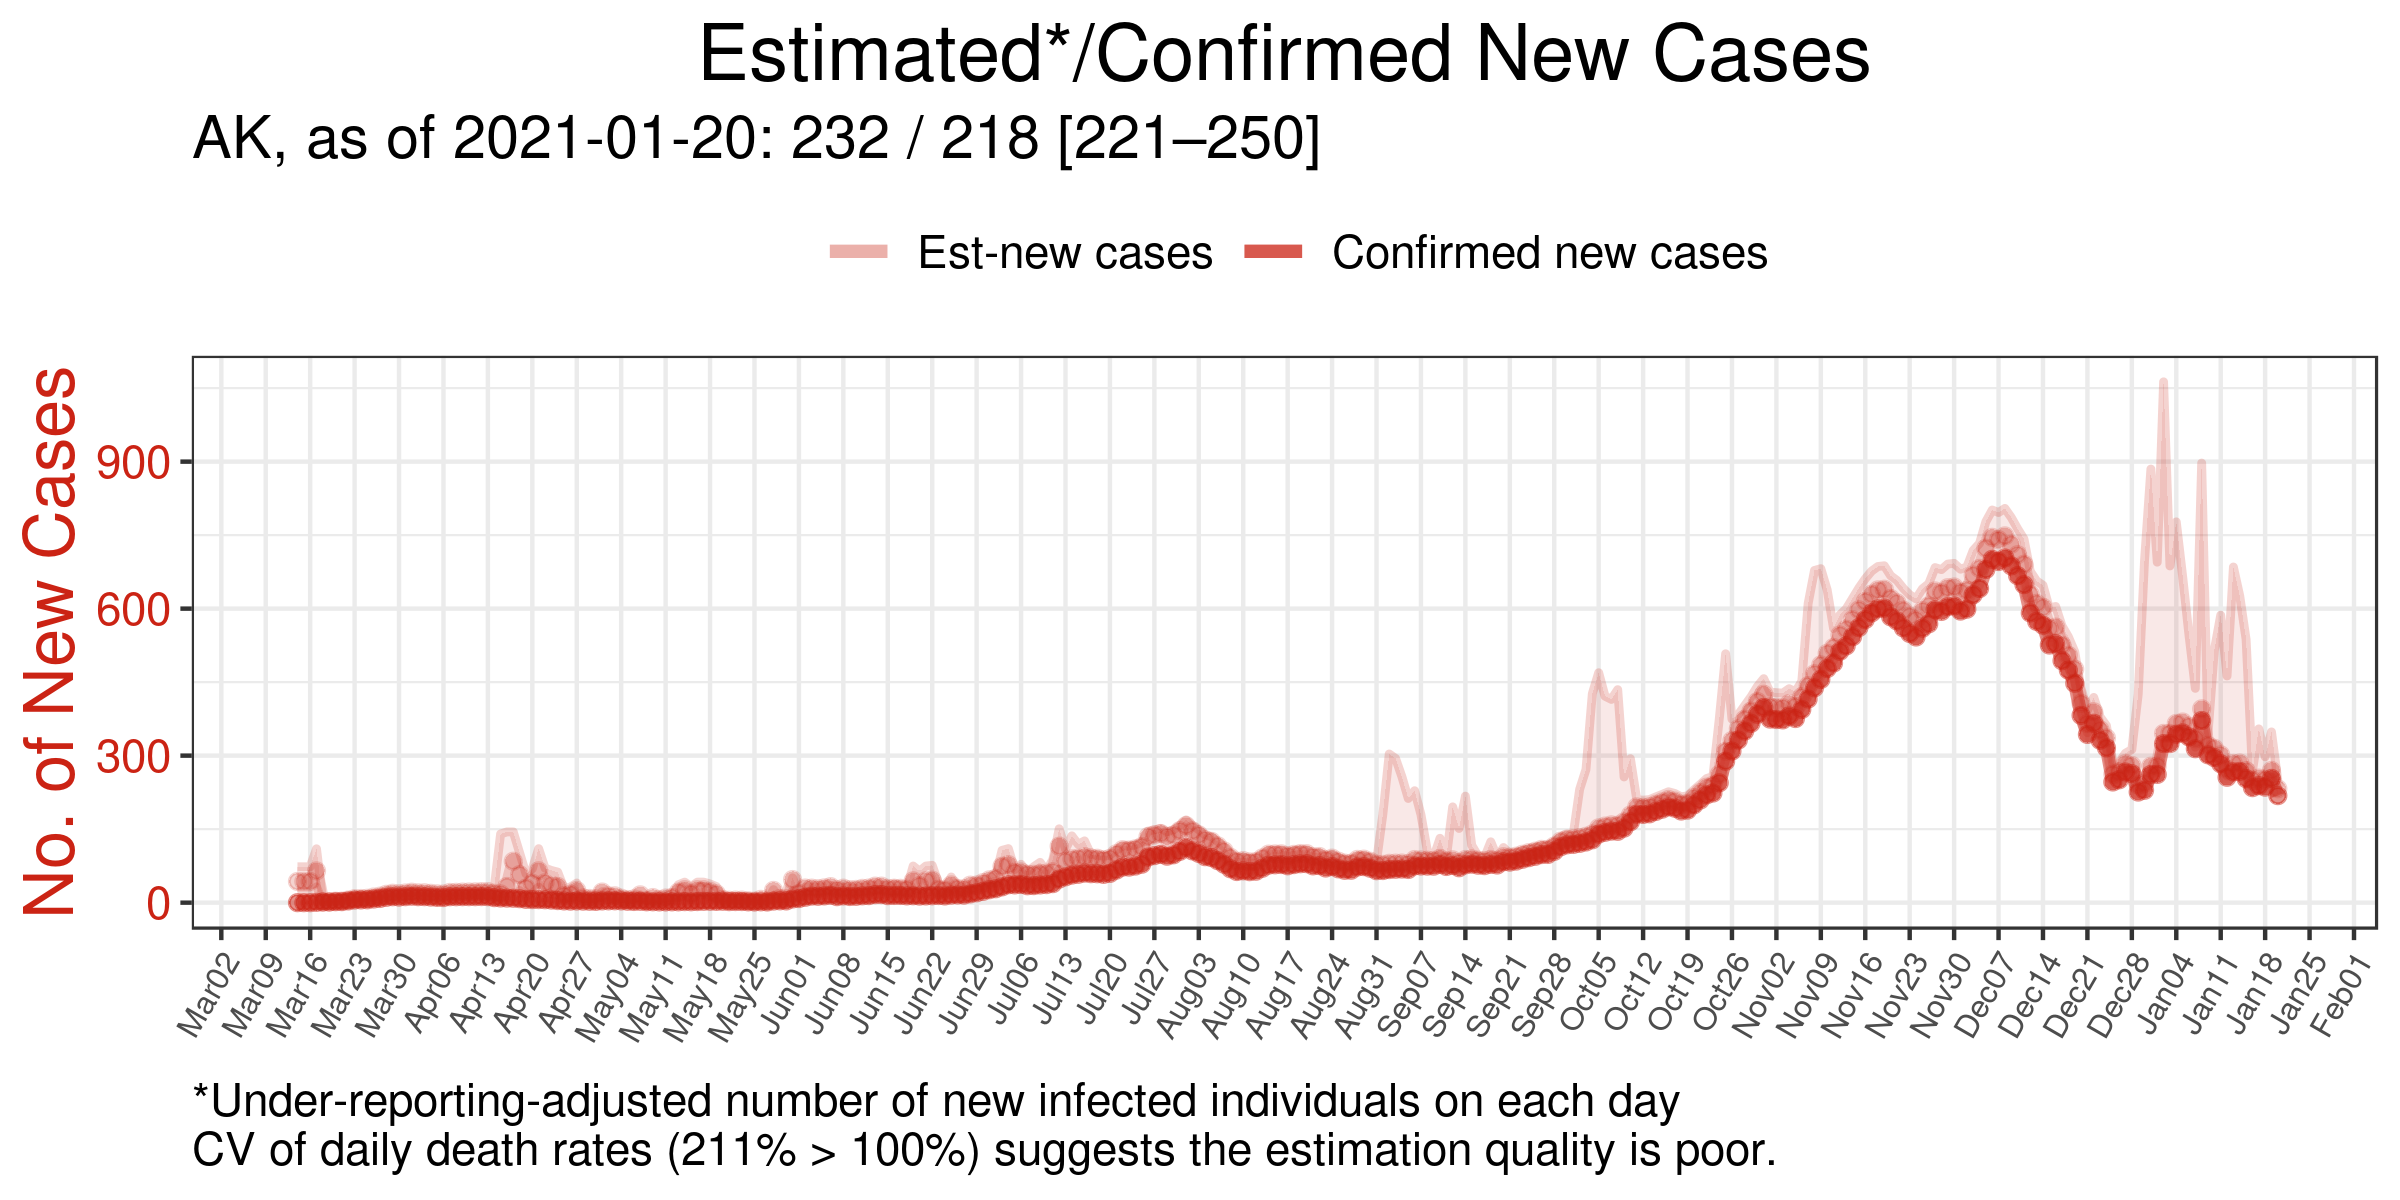 Estimated*/Confirmed New Cases
AK, as of 2021-01-20: 232 / 218 [221–250]
Est-new cases
Confirmed new cases
No. of New Cases
900
600
300
0
Mar02
Mar09
Mar16
Mar23
Mar30
Apr06
Apr13
Apr20
Apr27
May04
May11
May18
May25
Jun01
Jun08
Jun15
Jun22
Jun29
Jul06
Jul13
Jul20
Jul27
Aug03
Aug10
Aug17
Aug24
Aug31
Sep07
Sep14
Sep21
Sep28
Oct05
Oct12
Oct19
Oct26
Nov02
Nov09
Nov16
Nov23
Nov30
Dec07
Dec14
Dec21
Dec28
Jan04
Jan11
Jan18
Jan25
Feb01
*Under-reporting-adjusted number of new infected individuals on each day
CV of daily death rates (211% > 100%) suggests the estimation quality is poor.